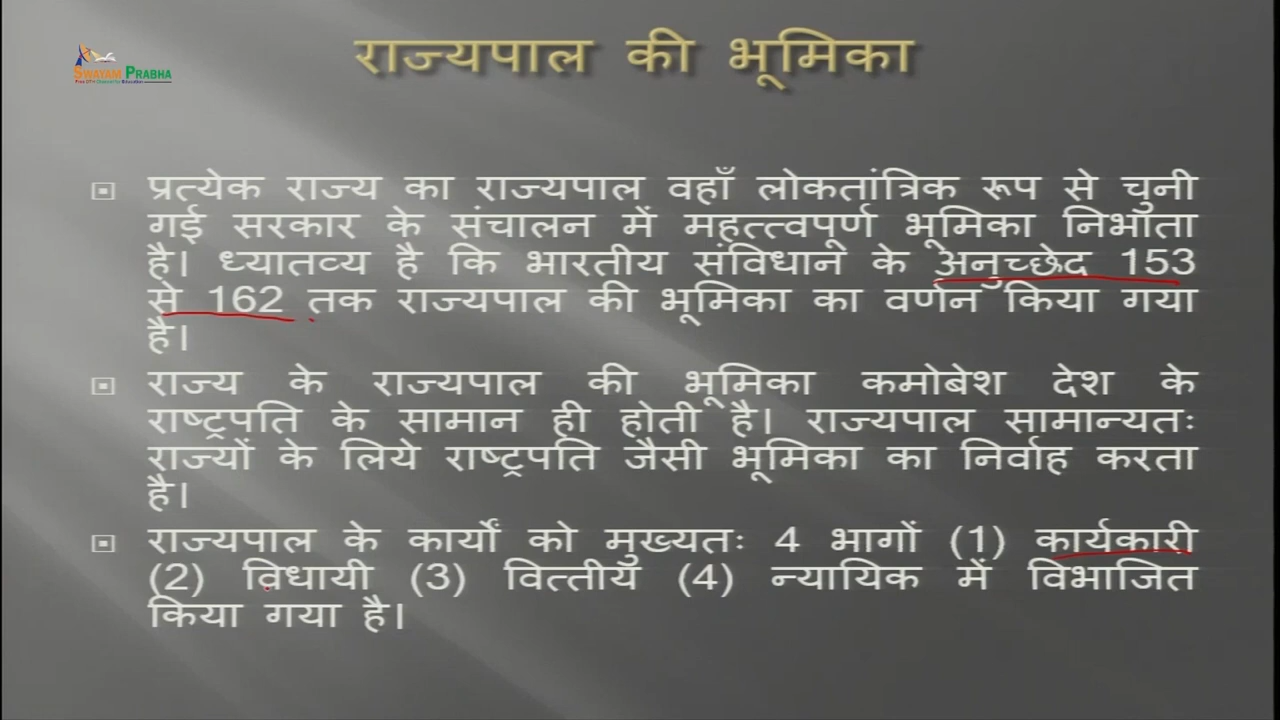 राज्यपाल की भूमिका
SWAYAM PRABHA
प्रत्येक राज्य का राज्यपाल वहाँ लोकतांत्रिक रूप से चुनी
गई सरकार के संचालन में महत्त्वपूर्ण भूमिका निभाता
है। ध्यातव्य है कि भारतीय संविधान के अनुच्छेद 153
से 162 तक राज्यपाल की भूमिका का वर्णन किया गया
है।
राज्य के राज्यपाल की भूमिका कमोबेश देश के
राष्ट्रपति के सामान ही होती है। राज्यपाल सामान्यतः
राज्यों के लिये राष्ट्रपति जैसी भूमिका का निर्वाह करता
है।
राज्यपाल के कार्यों को मुख्यतः 4 भागों (1) कार्यकारी
(2) विधायी (3) वित्तीय (4) न्यायिक में विभाजित
किया गया है।